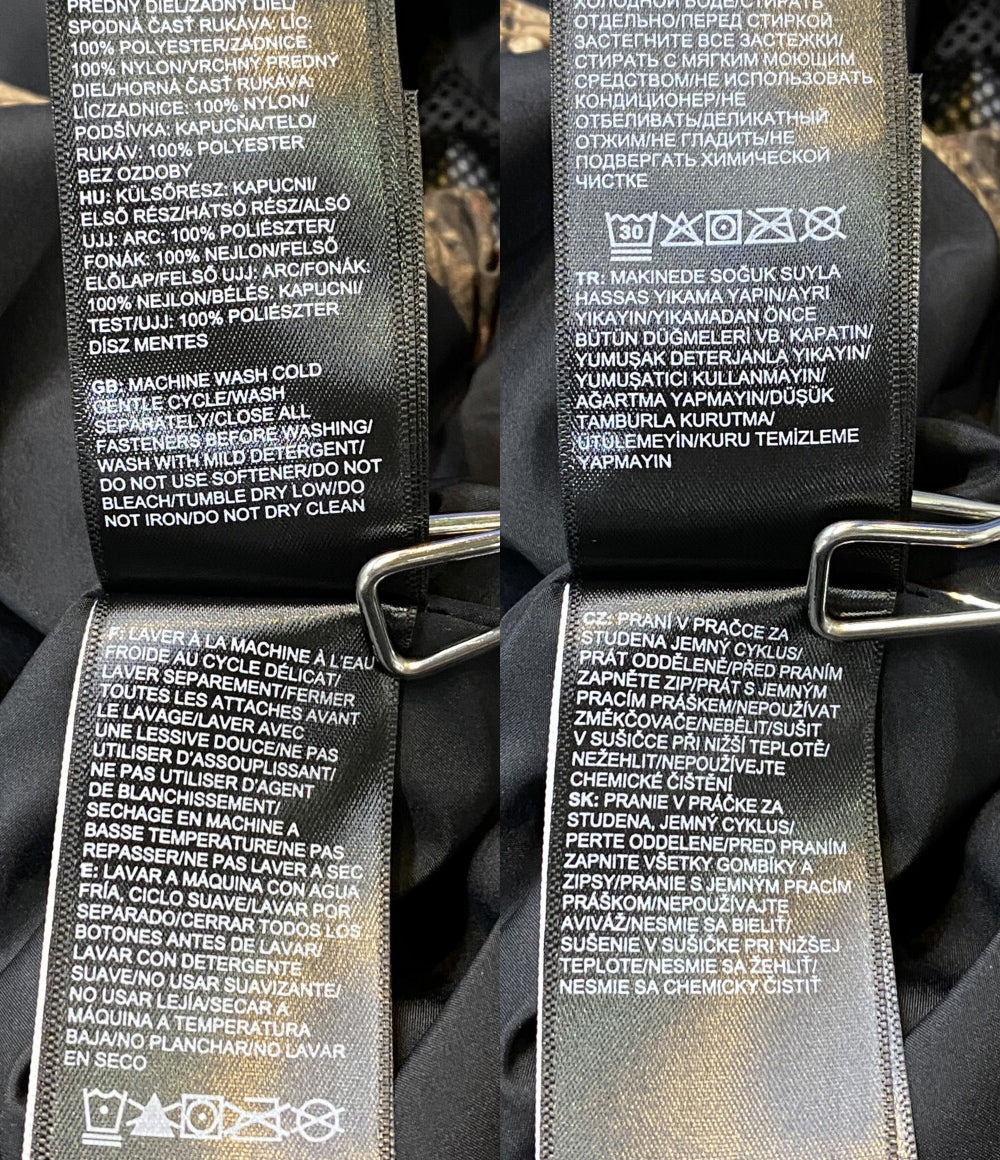 PREDNÝ DIEL/ZADNÝ DIEL/
SPODNÁ ČASŤ RUKÁVA, LÍC:
100% POLYESTER/ZADNICE:
100% NYLON/VRCHNÝ PREDNÝ
DIEL/HORNÁ ČASŤ RUKÁVA:
LÍC/ZADNICE: 100% NYLON/
PODŠÍVKA: KAPUCŇA/TELO/
RUKÁV: 100% POLYESTER
BEZ OZDOBY
HU: KÜLSŐRÉSZ: KAPUCNI/
ELSŐ RÉSZ/HÁTSÓ RÉSZ/ALSÓ
UJJ: ARC: 100% POLIÉSZTER/
FONÁK: 100% NEJLON/FELSŐ
ELŐLAP/FELSŐ UJJ: ARC/FONÁK:
100% NEJLON/BÉLÉS: KAPUCNI/
TEST/UJJ: 100% POLIÉSZTER
DÍSZ MENTES
GB: MACHINE WASH COLD
GENTLE CYCLE/WASH
SEPARATELY/CLOSE ALL
FASTENERS BEFORE WASHING/
WASH WITH MILD DETERGENT/
DO NOT USE SOFTENER/DO NOT
BLEACH/TUMBLE DRY LOW/DO
NOT IRON/DO NOT DRY CLEAN
F: LAVER À LA MACHINE À L'EAU
FROIDE AU CYCLE DÉLICAT/
LAVER SEPAREMENT/FERMER
TOUTES LES ATTACHES AVANT
LE LAVAGE/LAVER AVEC
UNE LESSIVE DOUCE/NE PAS
UTILISER D'ASSOUPLISSANT/
NE PAS UTILISER D'AGENT
DE BLANCHISSEMENT/
SECHAGE EN MACHINE A
BASSE TEMPERATURE/NE PAS
REPASSER/NE PAS LAVER A SEC
E: LAVAR A MÁQUINA CON AGUA
FRÍA, CICLO SUAVE/LAVAR POR
SEPARADO/CERRAR TODOS LOS
BOTONES ANTES DE LAVAR/
LAVAR CON DETERGENTE
SUAVE/NO USAR SUAVIZANTE/
NO USAR LEJÍA/SECAR A
MÁQUINA A TEMPERATURA
BAJA/NO PLANCHAR/NO LAVAR
EN SECO
ХОЛОДНОЙ ВОДЕ/СТИРАТЬ
ОТДЕЛЬНО/ПЕРЕД СТИРКОЙ
ЗАСТЕГНИТЕ ВСЕ ЗАСТЕЖКИ/
СТИРАТЬ С МЯГКИМ МОЮЩИМ
СРЕДСТВОМ/НЕ ИСПОЛЬЗОВАТЬ
КОНДИЦИОНЕР/НЕ
ОТБЕЛИВАТЬ/ДЕЛИКАТНЫЙ
ОТЖИМ/НЕ ГЛАДИТЬ/НЕ
ПОДВЕРГАТЬ ХИМИЧЕСКОЙ
ЧИСТКЕ
30
TR: MAKINEDE SOĞUK SUYLA
HASSAS YIKAMA YAPIN/AYRI
YIKAYIN/YIKAMADAN ÖNCE
BÜTÜN DÜĞMELERİ VB. KAPATIN/
YUMUŞAK DETERJANLA YIKAYIN/
YUMUŞATICI KULLANMAYIN/
AĞARTMA YAPMAYIN/DÜŞÜK
TAMBURLA KURUTMA/
ÜTÜLEMEYİN/KURU TEMİZLEME
YAPMAYIN
CZ: PRANÍ V PRAČCE ZA
STUDENA JEMNÝ CYKLUS/
PRÁT ODDĚLENĚ/PŘED PRANÍM
ZAPNĚTE ZIP/PRÁT S JEMNÝM
PRACÍM PRÁŠKEM/NEPOUŽÍVAT
ZMĚKČOVAČE/NEBĚLIT/SUŠIT
V SUŠIČCE PŘI NIŽŠÍ TEPLOTĚ/
NEŽEHLIT/NEPOUŽÍVEJTE
CHEMICKÉ ČIŠTĚNÍ
SK: PRANIE V PRÁČKE ZA
STUDENA, JEMNÝ CYKLUS/
PERTE ODDELENE/PRED PRANÍM
ZAPNITE VŠETKY GOMBÍKY A
ZIPSY/PRANIE S JEMNÝM PRACÍM
PRÁŠKOM/NEPOUŽÍVAJTE
AVIVÁŽ/NESMIE SA BIELIŤ/
SUŠENIE V SUŠIČKE PRI NIŽŠEJ
TEPLOTE/NESMIE SA ŽEHLIŤ/
NESMIE SA CHEMICKY ČISTIŤ